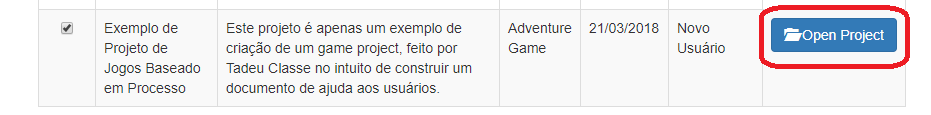 Exemplo de
Projeto de
Jogos Baseado
em Processo
Este projeto é apenas um exemplo de
criação de um game project, feito por
Tadeu Classe no intuito de construir um
documento de ajuda aos usuários.
Adventure
Game
21/03/2018
Novo
Usuário
Open Project